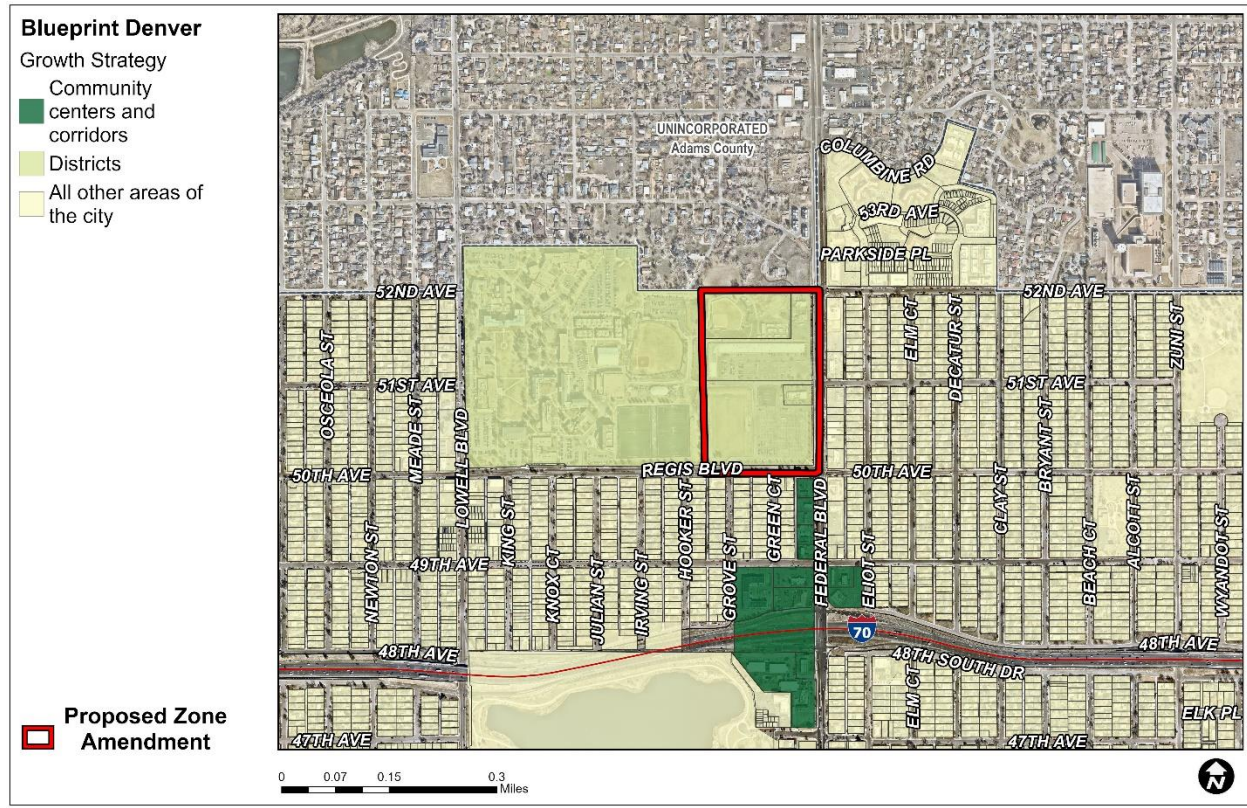 Blueprint Denver
Growth Strategy
Community
centers and
corridors
Districts
All other areas of
the city
Proposed Zone
Amendment
UNINCORPORATED
Adams County
COLUMBINE RD
53RD AVE
PARKSIDE PL
52ND AVE
52ND AVE
OSCEOLA ST
51ST AVE
MEADE ST
LOWELL BLVD
ELM CT
DECATUR ST
51ST AVE
BRYANT ST
ZUNI ST
50TH AVE
REGIS BLVD
50TH AVE
NEWTON ST
KING ST
49TH AVE
KNOX CT
JULIAN ST
IRVING ST
HOOKER ST
GROVE ST
GREEN CT
FEDERAL BLVD
ELIOT ST
CLAY ST
BEACH CT
ALCOTT ST
WYANDOT ST
48TH AVE
70
48TH SOUTH DR
48TH AVE
ELM CT
ELK PL
47TH AVE
47TH AVE
0 0.07 0.15 0.3
Miles
N